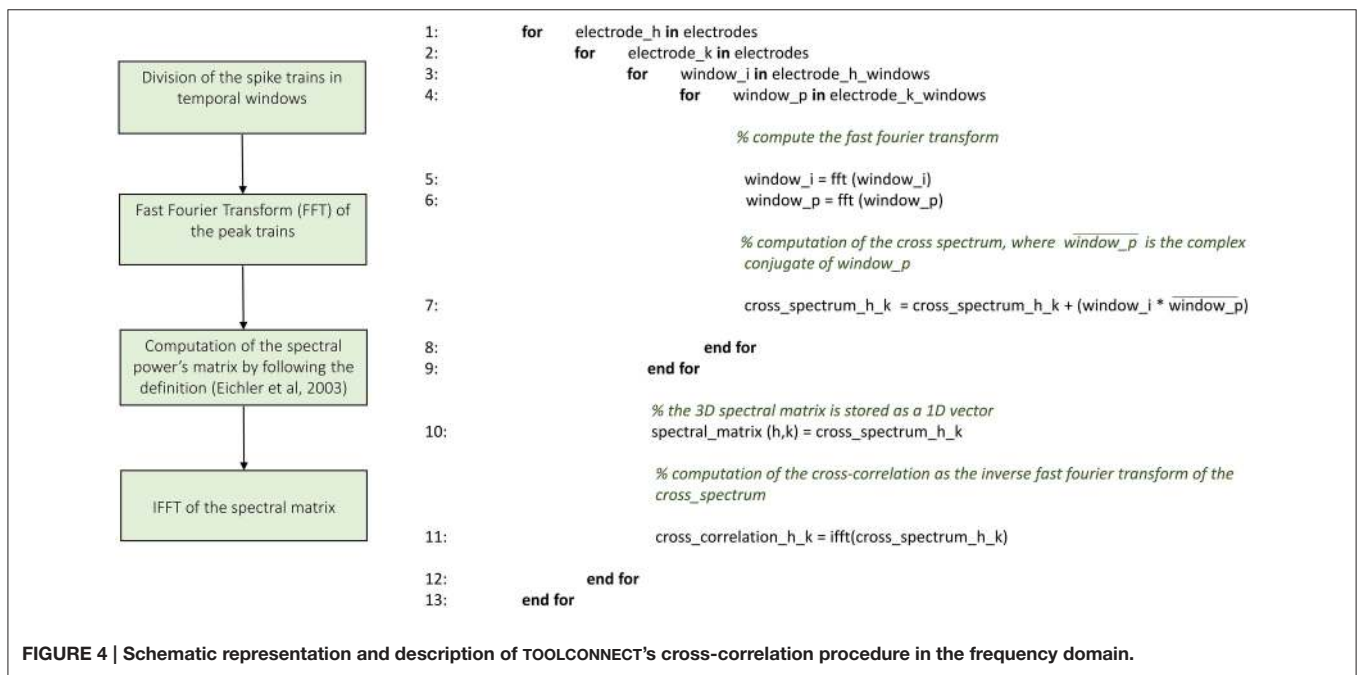 Division of the spike trains in
temporal windows
Fast Fourier Transform (FFT) of
the peak trains
Computation of the spectral
power's matrix by following the
definition (Eichler et al, 2003)
IFFT of the spectral matrix
1: for electrode_h in electrodes
2: for electrode_k in electrodes
3: for window_i in electrode_h_windows
4: for window_p in electrode_k_windows
% compute the fast fourier transform
5: window_i = fft (window_i)
6: window_p = fft (window_p)
% computation of the cross spectrum, where window_p is the complex
conjugate of window_p
7: cross_spectrum_h_k = cross_spectrum_h_k + (window_i * window_p)
8: end for
9: end for
% the 3D spectral matrix is stored as a 1D vector
10: spectral_matrix (h,k) = cross_spectrum_h_k
% computation of the cross-correlation as the inverse fast fourier transform of the
cross_spectrum
11: cross_correlation_h_k = ifft(cross_spectrum_h_k)
12: end for
13: end for
FIGURE 4 | Schematic representation and description of TOOLCONNECT's cross-correlation procedure in the frequency domain.